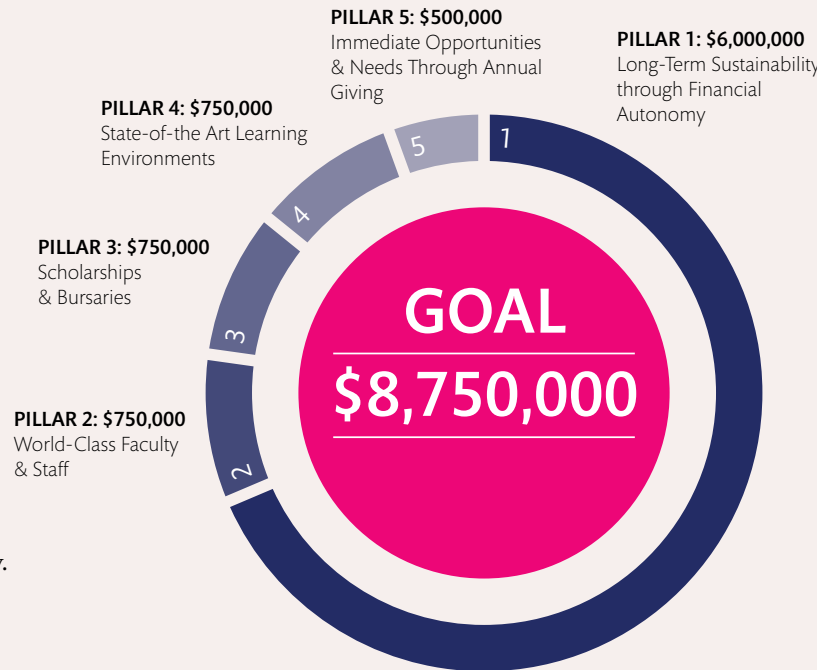 PILLAR 5: $500,000
Immediate Opportunities
& Needs Through Annual
Giving
PILLAR 1: $6,000,000
Long-Term Sustainability
through Financial
Autonomy
PILLAR 4: $750,000
State-of-the Art Learning
Environments
PILLAR 3: $750,000
Scholarships
& Bursaries
PILLAR 2: $750,000
World-Class Faculty
& Staff
5
1
4
3
2
GOAL
$8,750,000